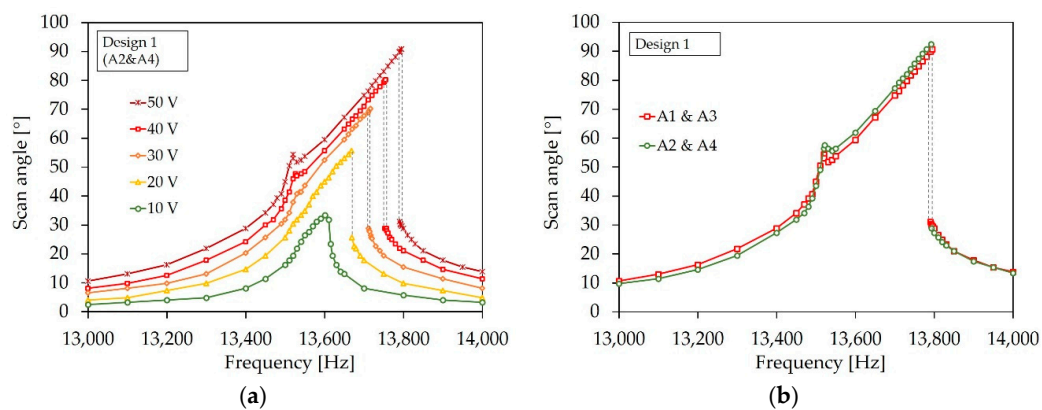 100
90
80
70
60
50
40
30
20
10
0
Scan angle [°]
Design 1
(A2&A4)
50 V
40 V
30 V
20 V
10 V
13,000 13,200 13,400 13,600 13,800 14,000
Frequency [Hz]
(a)
100
90
80
70
60
50
40
30
20
10
0
Scan angle [°]
Design 1
A1 & A3
A2 & A4
13,000 13,200 13,400 13,600 13,800 14,000
Frequency [Hz]
(b)